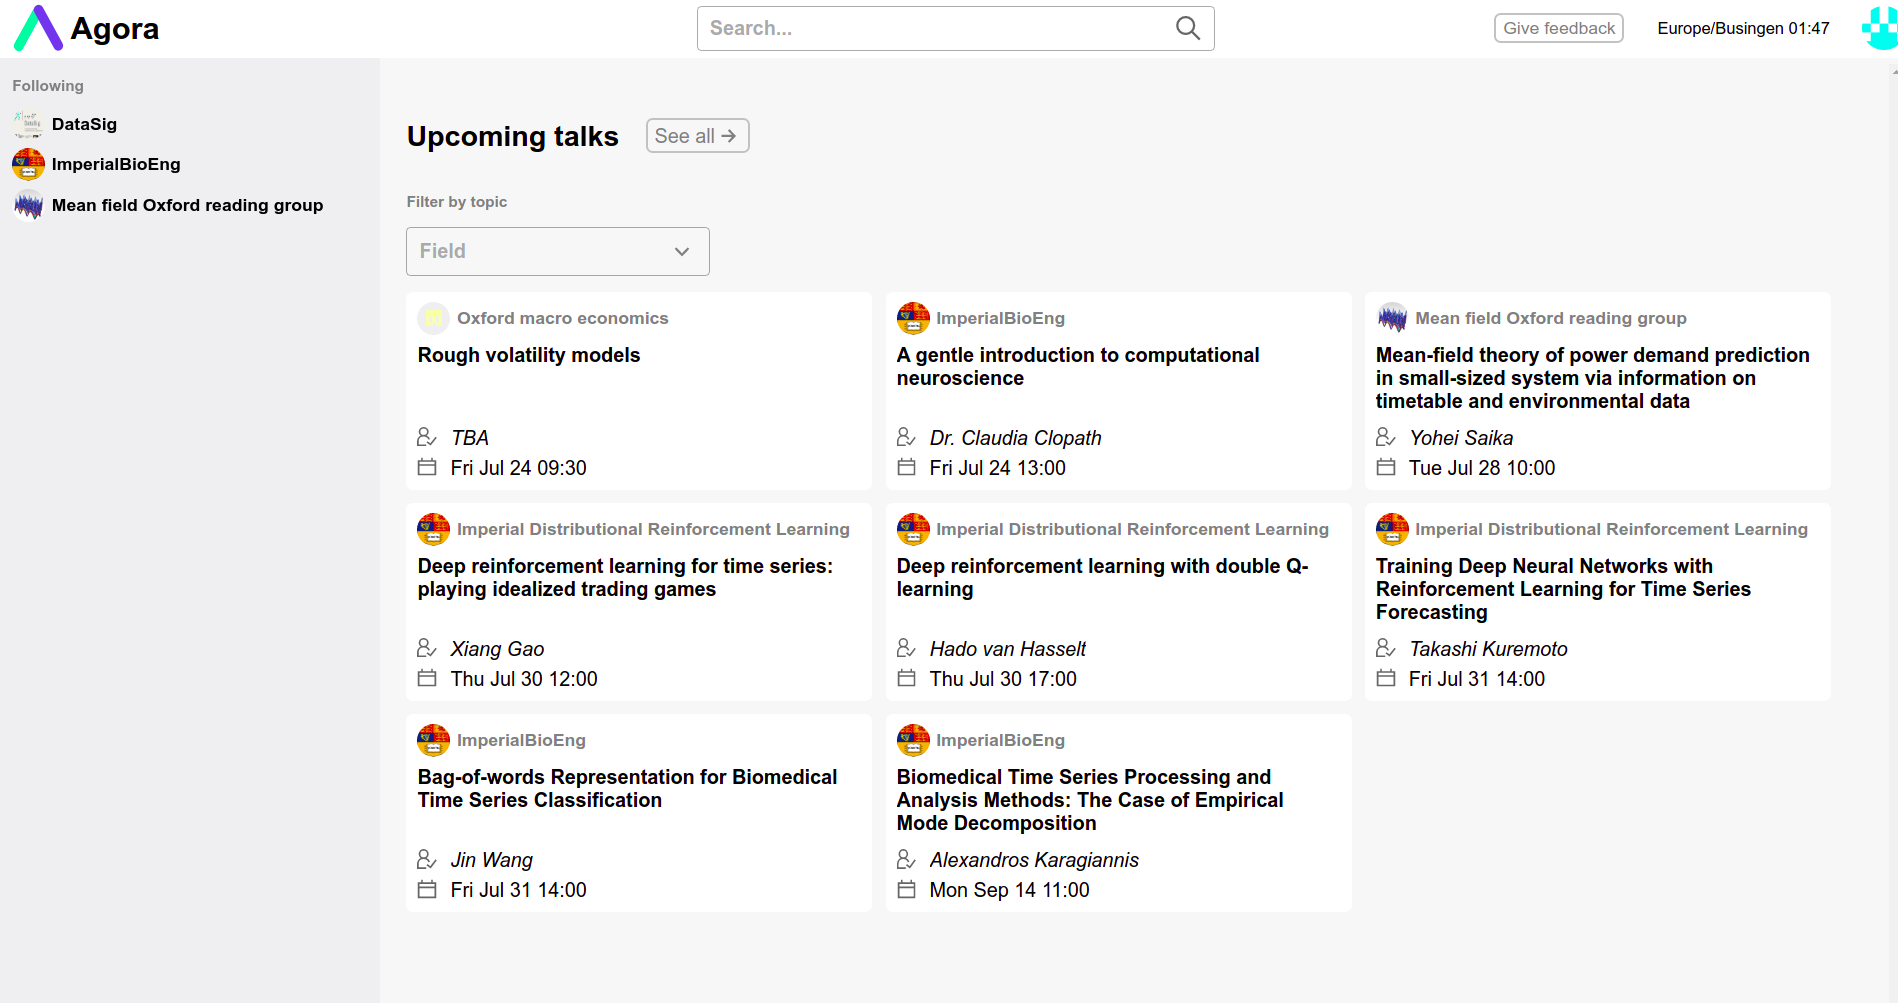 Agora
Search...
Give feedback
Europe/Busingen 01:47
Following
DataSig
ImperialBioEng
Mean field Oxford reading group
Upcoming talks
See all →
Filter by topic
Field
Oxford macro economics
Rough volatility models
TBA
Fri Jul 24 09:30
ImperialBioEng
A gentle introduction to computational
neuroscience
Dr. Claudia Clopath
Fri Jul 24 13:00
Mean field Oxford reading group
Mean-field theory of power demand prediction
in small-sized system via information on
timetable and environmental data
Yohei Saika
Tue Jul 28 10:00
Imperial Distributional Reinforcement Learning
Deep reinforcement learning for time series:
playing idealized trading games
Xiang Gao
Thu Jul 30 12:00
Imperial Distributional Reinforcement Learning
Deep reinforcement learning with double Q-
learning
Hado van Hasselt
Thu Jul 30 17:00
Imperial Distributional Reinforcement Learning
Training Deep Neural Networks with
Reinforcement Learning for Time Series
Forecasting
Takashi Kuremoto
Fri Jul 31 14:00
ImperialBioEng
Bag-of-words Representation for Biomedical
Time Series Classification
Jin Wang
Fri Jul 31 14:00
ImperialBioEng
Biomedical Time Series Processing and
Analysis Methods: The Case of Empirical
Mode Decomposition
Alexandros Karagiannis
Mon Sep 14 11:00